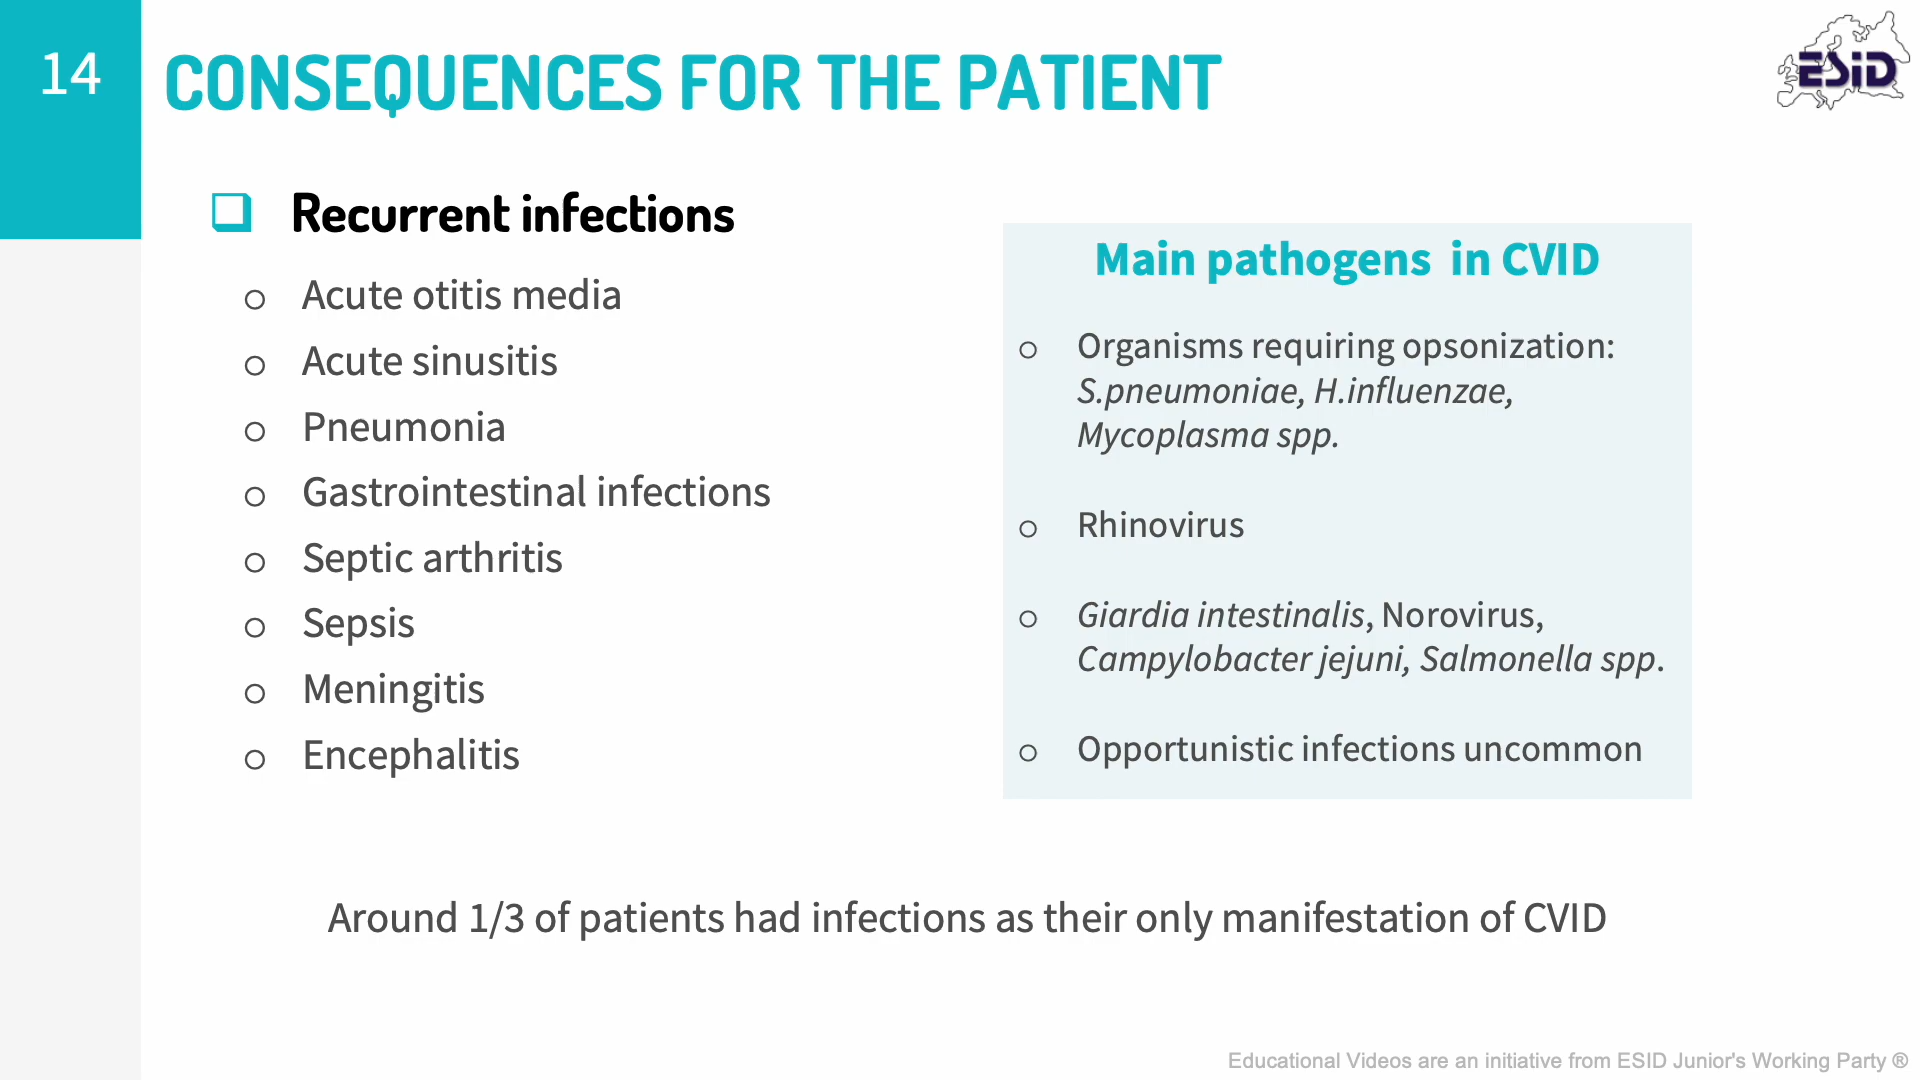 14
CONSEQUENCES FOR THE PATIENT
ESiD
Recurrent infections
Acute otitis media
Acute sinusitis
Pneumonia
Gastrointestinal infections
Septic arthritis
Sepsis
Meningitis
Encephalitis
Main pathogens in CVID
Organisms requiring opsonization:
S.pneumoniae, H.influenzae,
Mycoplasma spp.
Rhinovirus
Giardia intestinalis, Norovirus,
Campylobacter jejuni, Salmonella spp.
Opportunistic infections uncommon
Around 1/3 of patients had infections as their only manifestation of CVID
Educational Videos are an initiative from ESID Junior's Working Party ®